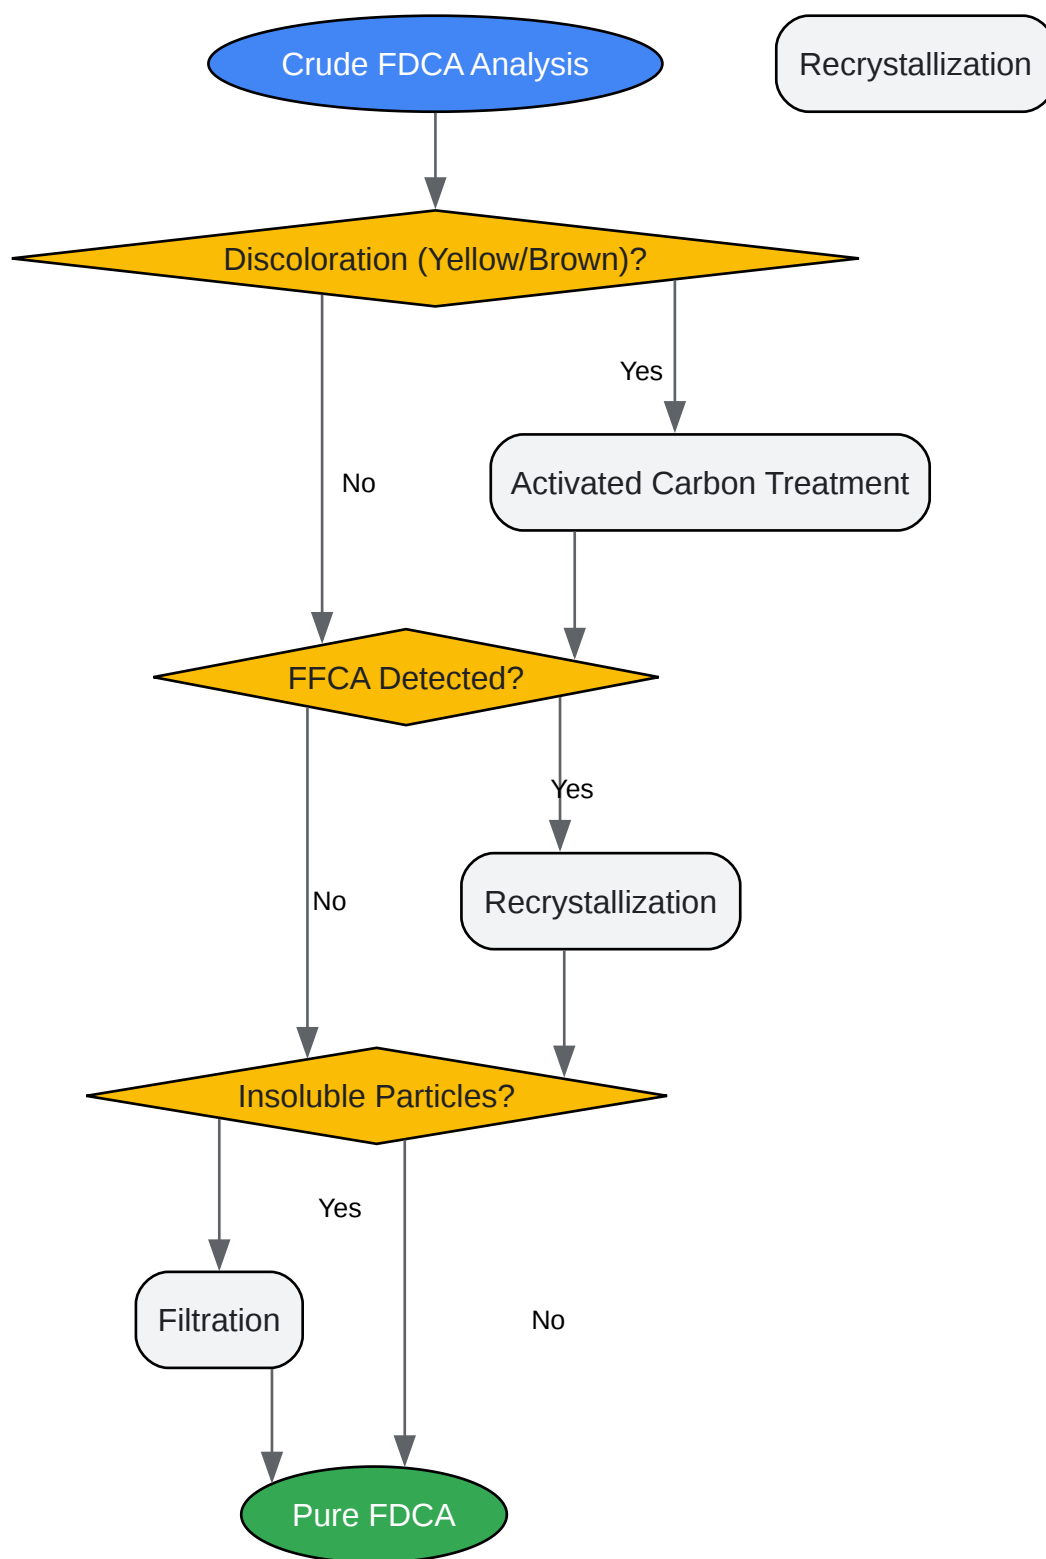 Crude FDCA Analysis
Recrystallization
Discoloration (Yellow/Brown)?
Yes
No
Activated Carbon Treatment
FFCA Detected?
Yes
No
Recrystallization
Insoluble Particles?
Yes
Filtration
No
Pure FDCA